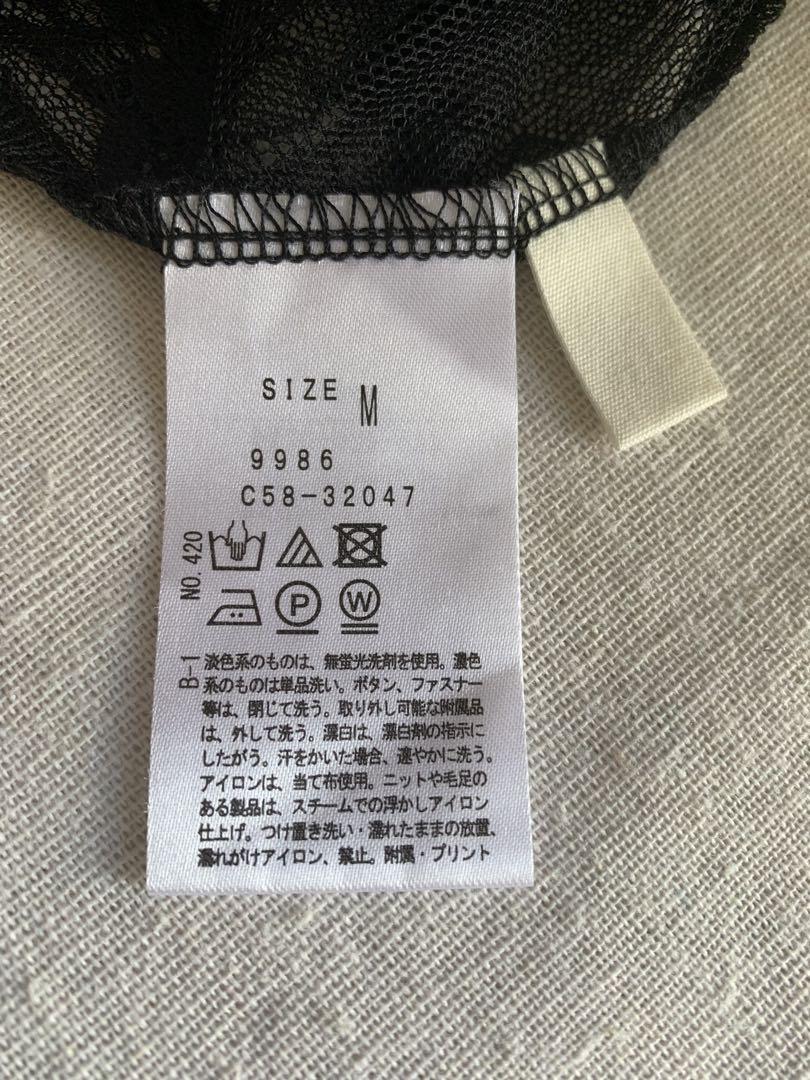 SIZE M
9986
C58-32047
NO. 420
P W
B-1
淡色系のものは、無蛍光洗剤を使用。濃色
系のものは単品洗い。ボタン、ファスナー
等は、閉じて洗う。取り外し可能な附属品
は、外して洗う。漂白は、漂白剤の指示に
したがう。汗をかいた場合、速やかに洗う。
アイロンは、当て布使用。ニットや毛足の
ある製品は、スチームでの浮かしアイロン
仕上げ。つけ置き洗い・濡れたままの放置、
濡れがけアイロン、禁止。附属・プリント